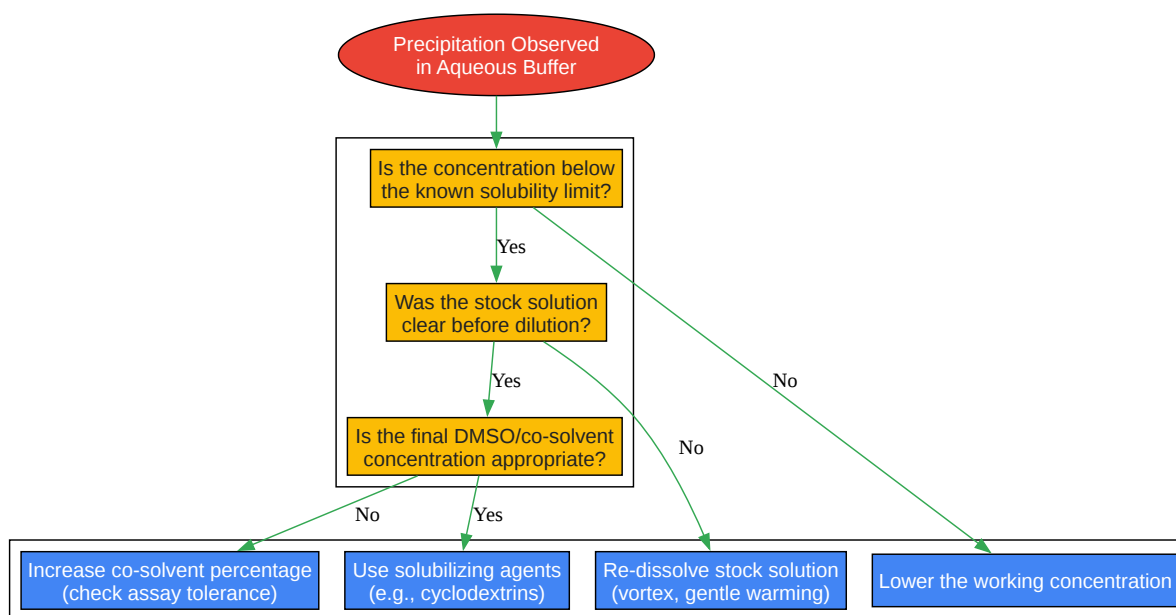 Precipitation Observed
in Aqueous Buffer
Is the concentration below
the known solubility limit?
Yes
Was the stock solution
clear before dilution?
No
Yes
Is the final DMSO/co-solvent
concentration appropriate?
No
No
Yes
Increase co-solvent percentage
(check assay tolerance)
Use solubilizing agents
(e.g., cyclodextrins)
Re-dissolve stock solution
(vortex, gentle warming)
Lower the working concentration